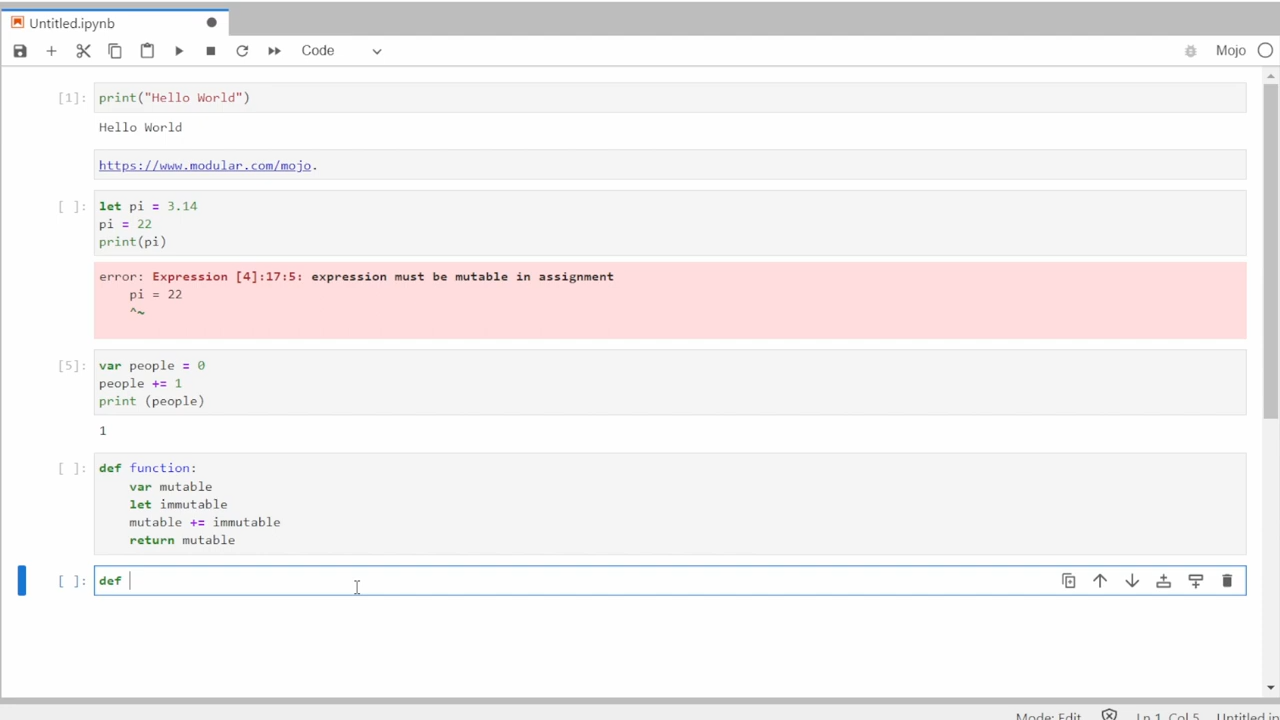 Untitled.ipynb
Code
Mojo
[1]:
print("Hello World")
Hello World
https://www.modular.com/mojo.
[ ]:
let pi = 3.14
pi = 22
print(pi)
error: Expression [4]:17:5: expression must be mutable in assignment
pi = 22
^~
[5]:
var people = 0
people += 1
print (people)
1
[ ]:
def function:
var mutable
let immutable
mutable += immutable
return mutable
[ ]:
def
Mode: Edit
Ln 1, Col 5
Untitled.ip